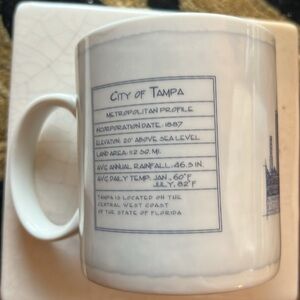 CITY OF TAMPA
METROPOLITAN PROFILE
INCORPORATION DATE: 1887
ELEVATION: 20' ABOVE SEA LEVEL
LAND AREA: 112 SQ. MI.
AVG ANNUAL RAINFALL: 46.5 IN.
AVG DAILY TEMP: JAN., 60°F
JULY, 82°F
TAMPA IS LOCATED ON THE
CENTRAL WEST COAST
OF THE STATE OF FLORIDA